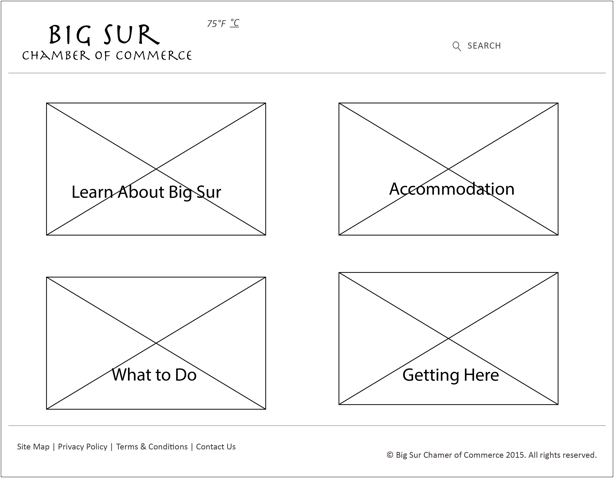 BIG SUR
CHAMBER OF COMMERCE
75°F °C
SEARCH
Learn About Big Sur
Accommodation
What to Do
Getting Here
Site Map | Privacy Policy | Terms & Conditions | Contact Us
© Big Sur Chamer of Commerce 2015. All rights reserved.